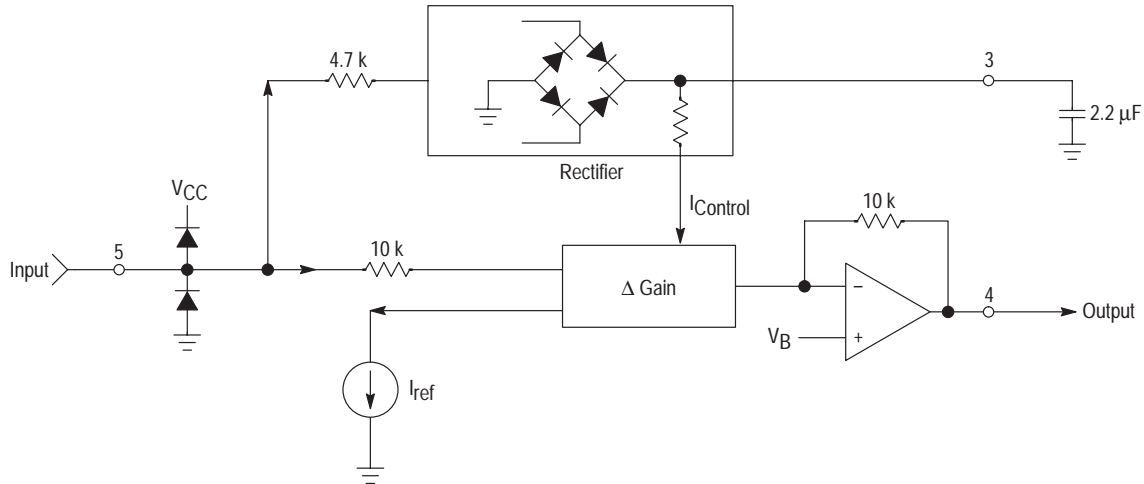 4.7 k
3
2.2 µF
Rectifier
VCC
IControl
10 k
5
10 k
Input
Δ Gain
−
4
Output
VB
+
Iref